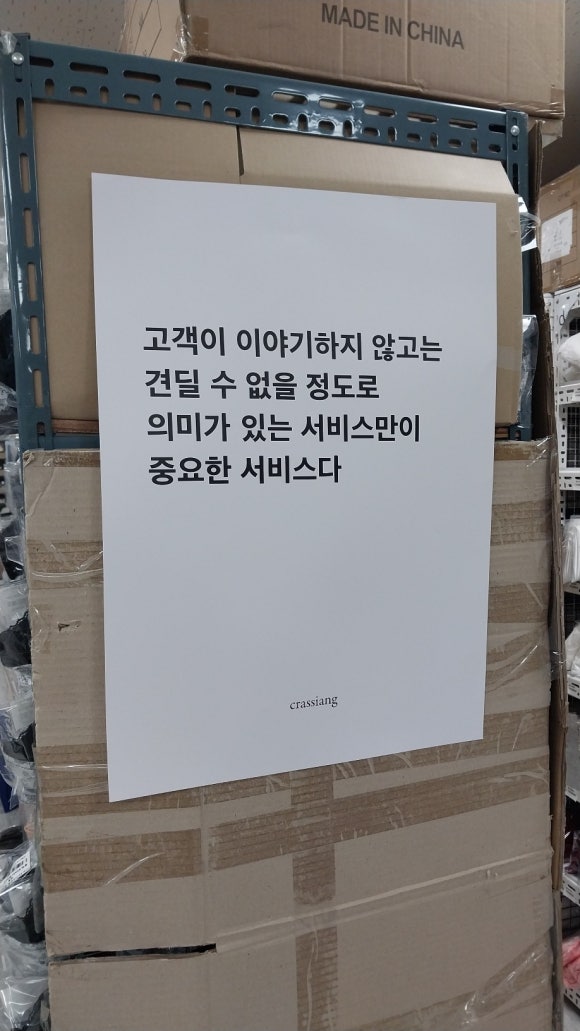 MADE IN CHINA
고객이 이야기하지 않고는
견딜 수 없을 정도로
의미가 있는 서비스만이
중요한 서비스다
crassiang